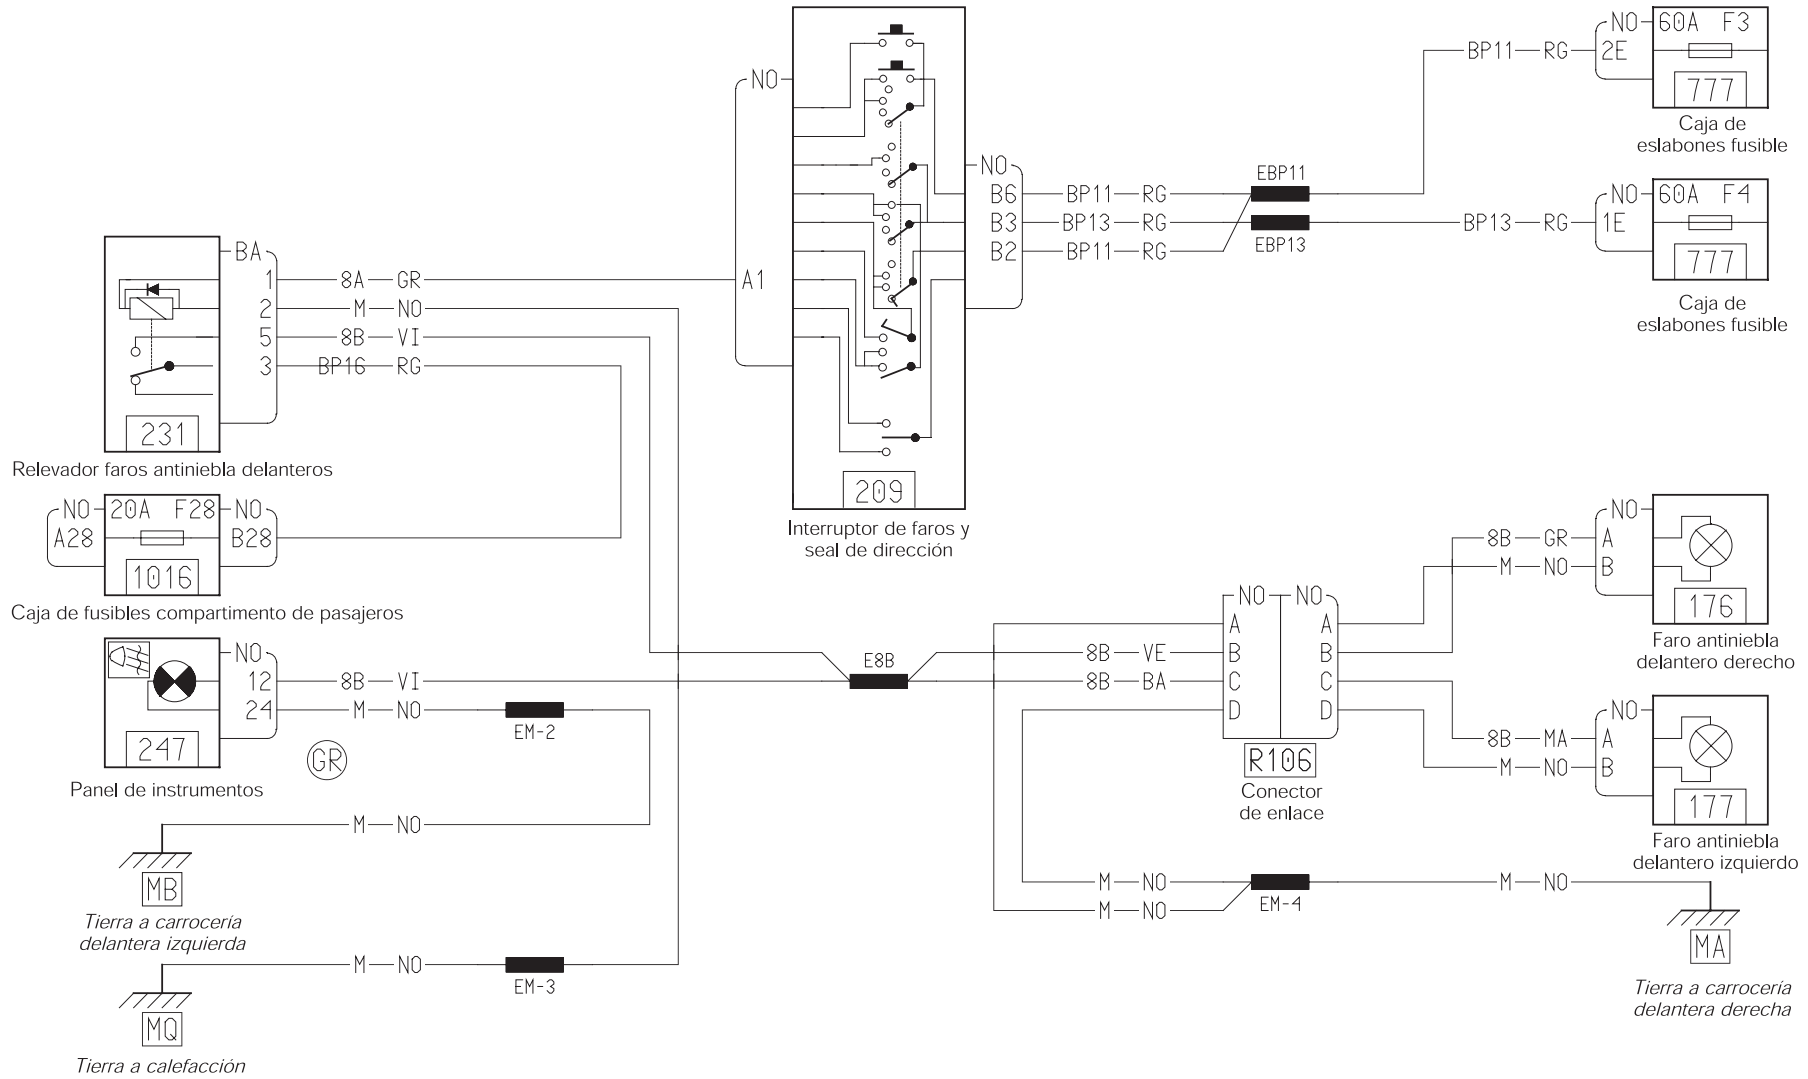 NO
60A F3
BP11 RG
2E
777
Caja de
eslabones fusible
NO
NO
B6
BP11 RG
EBP11
B3
BP13 RG
EBP13
B2
BP11 RG
NO
60A F4
BP13 RG
1E
777
Caja de
eslabones fusible
BA
1
8A GR
A1
2
M NO
5
8B VI
3
BP16 RG
231
Relevador faros antiniebla delanteros
209
Interruptor de faros y
seal de dirección
NO
20A F28
NO
A28
B28
1016
Caja de fusibles compartimento de pasajeros
NO
12
8B VI
24
M NO
EM-2
247
GR
Panel de instrumentos
E8B
8B VE
8B BA
NO NO
A A
B B
C C
D D
R106
Conector
de enlace
NO
8B GR
A
M NO
B
176
Faro antiniebla
delantero derecho
NO
8B MA
A
M NO
B
177
Faro antiniebla
delantero izquierdo
M NO
MB
Tierra a carrocería
delantera izquierda
M NO
EM-3
MQ
Tierra a calefacción
M NO
M NO
EM-4
M NO
MA
Tierra a carrocería
delantera derecha